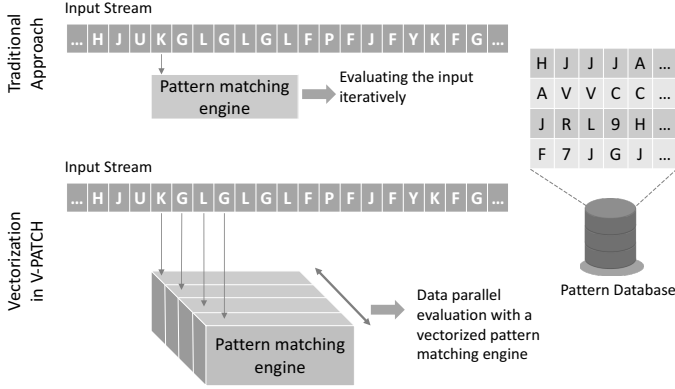 Traditional
Approach
Input Stream
... H J U K G L G L G L F P F J F Y K F G ...
Pattern matching
engine
Evaluating the input
iteratively
H J J J A ...
A V V C C ...
J R L 9 H ...
F 7 J G J ...
Pattern Database
Vectorization
in V-PATCH
Input Stream
... H J U K G L G L G L F P F J F Y K F G ...
Pattern matching
engine
Data parallel
evaluation with a
vectorized pattern
matching engine